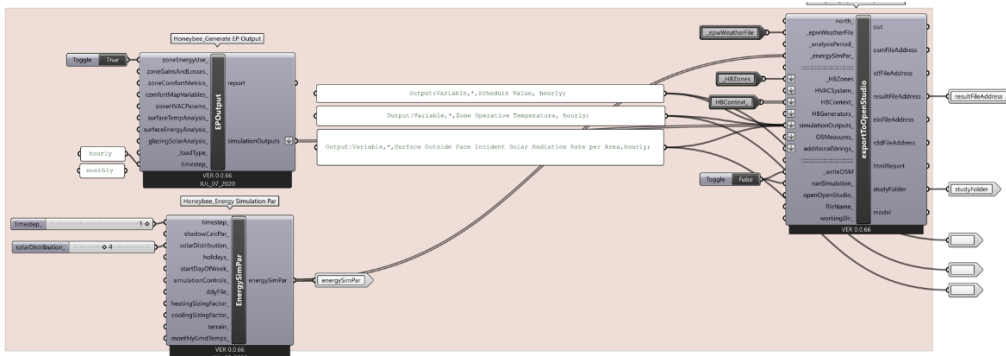 Honeybee_Generate EP Output
Toggle True
zoneEnergyUse_
zoneGainsAndLosses_
zoneComfortMetrics_
comfortMapVariables_
zoneHVACParams_
surfaceTempAnalysis_
surfaceEnergyAnalysis_
glazingSolarAnalysis_
_loadType_
timestep_
EPOutput
report
simulationOutputs
hourly
monthly
VER 0.0.66
JUL_07_2020
Output:Variable,*,Schedule Value, hourly;
Output:Variable,*,Zone Operative Temperature, hourly;
Output:Variable,*,Surface Outside Face Incident Solar Radiation Rate per Area,hourly;
Honeybee_Energy Simulation Par
timestep_ 1
solarDistribution_ 4
timestep_
shadowCalcPar_
solarDistribution_
holidays_
startDayOfWeek_
simulationControls_
ddyFile_
heatingSizingFactor_
coolingSizingFactor_
terrain_
monthlyGrndTemps_
EnergySimPar
energySimPar
VER 0.0.66
energySimPar
_epwWeatherFile
_HBZones
HBContext_
Toggle False
north_
_epwWeatherFile
_analysisPeriod_
_energySimPar_
_HBZones
HVACSystem_
HBContext_
HBGenerators_
simulationOutputs_
OSMeasures_
additionalStrings_
_writeOSM
runSimulation_
openOpenStudio_
fileName_
workingDir_
exportToOpenStudio
out
osmFileAddress
idfFileAddress
resultFileAddress
eioFileAddress
rddFileAddress
htmlReport
studyFolder
model
VER 0.0.66
resultFileAddress
studyFolder